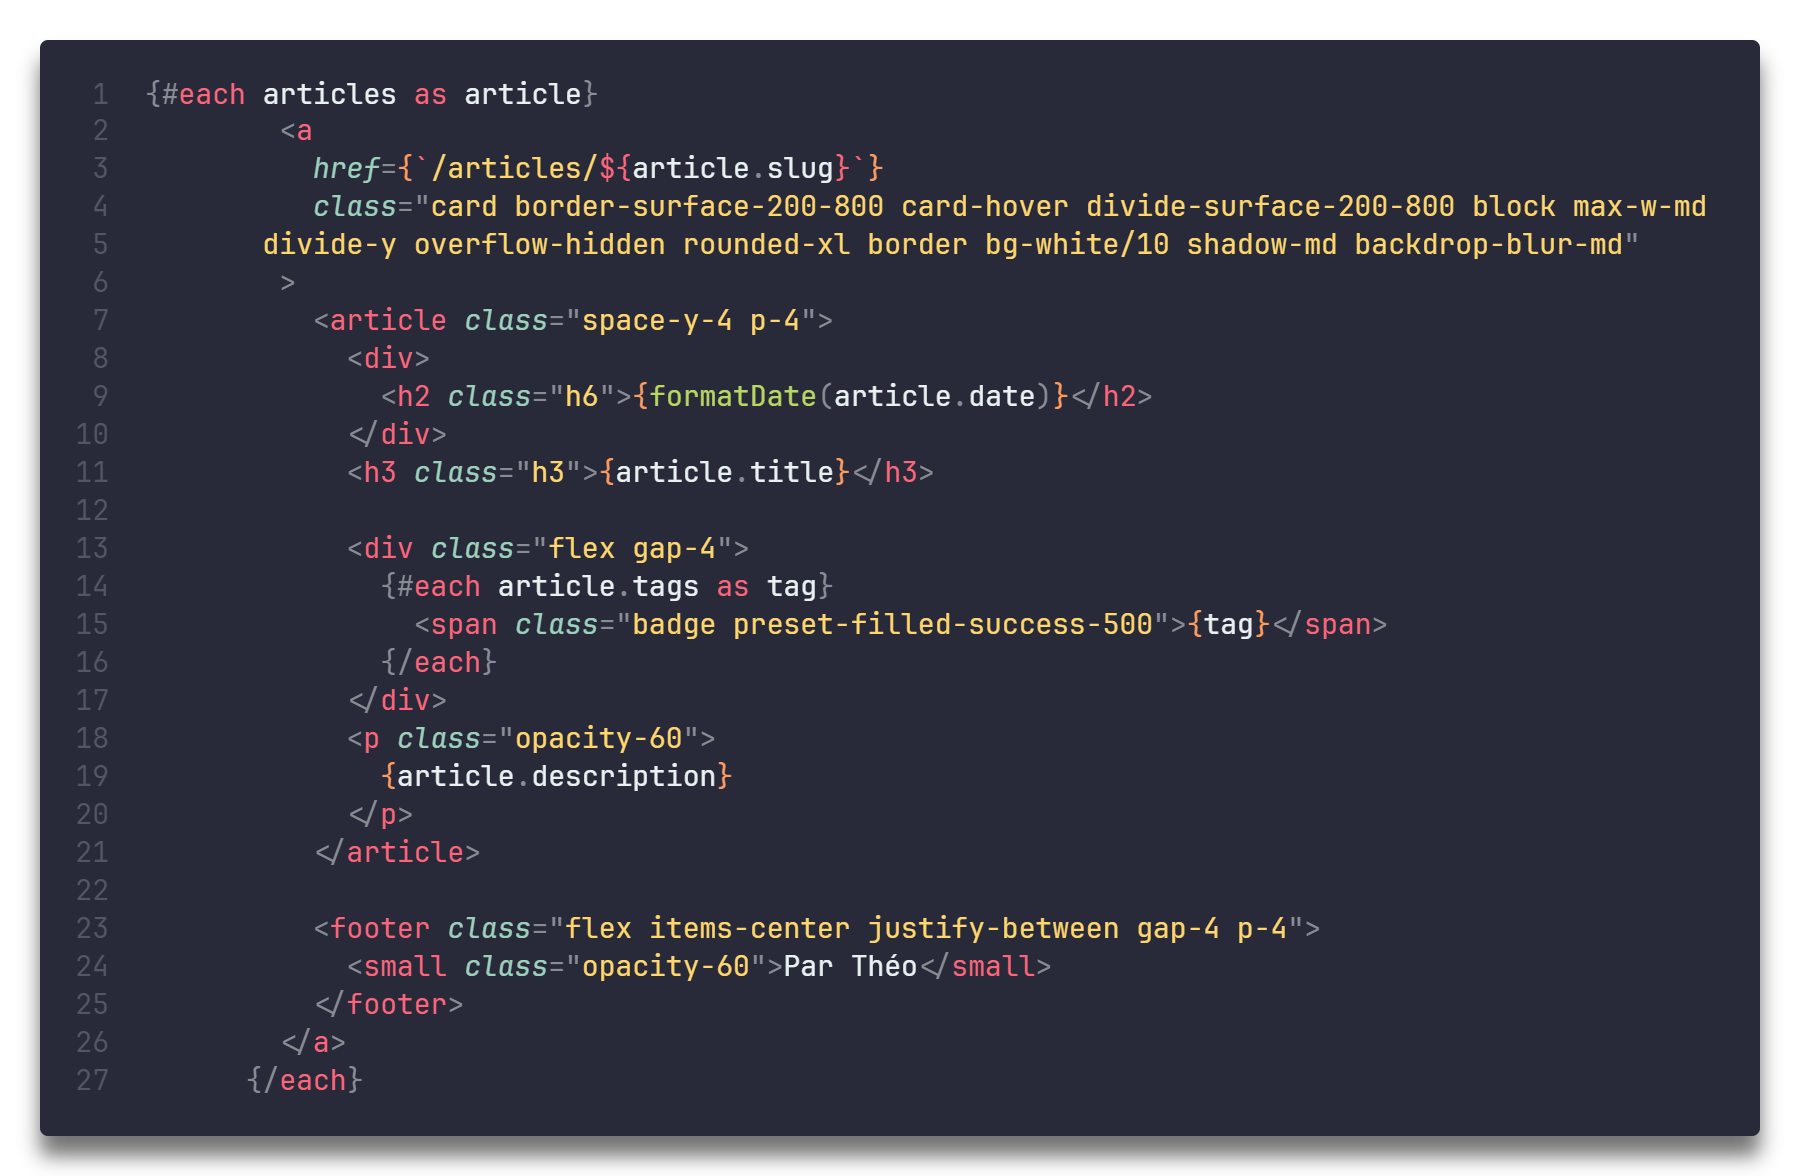 1 {#each articles as article}
2 <a
3 href={`/articles/${article.slug}`}
4 class="card border-surface-200-800 card-hover divide-surface-200-800 block max-w-md
5 divide-y overflow-hidden rounded-xl border bg-white/10 shadow-md backdrop-blur-md"
6 >
7 <article class="space-y-4 p-4">
8 <div>
9 <h2 class="h6">{formatDate(article.date)}</h2>
10 </div>
11 <h3 class="h3">{article.title}</h3>
12
13 <div class="flex gap-4">
14 {#each article.tags as tag}
15 <span class="badge preset-filled-success-500">{tag}</span>
16 {/each}
17 </div>
18 <p class="opacity-60">
19 {article.description}
20 </p>
21 </article>
22
23 <footer class="flex items-center justify-between gap-4 p-4">
24 <small class="opacity-60">Par Théo</small>
25 </footer>
26 </a>
27 {/each}